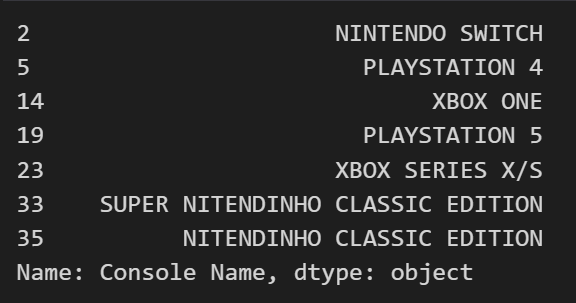 2 NINTENDO SWITCH
5 PLAYSTATION 4
14 XBOX ONE
19 PLAYSTATION 5
23 XBOX SERIES X/S
33 SUPER NITENDINHO CLASSIC EDITION
35 NITENDINHO CLASSIC EDITION
Name: Console Name, dtype: object